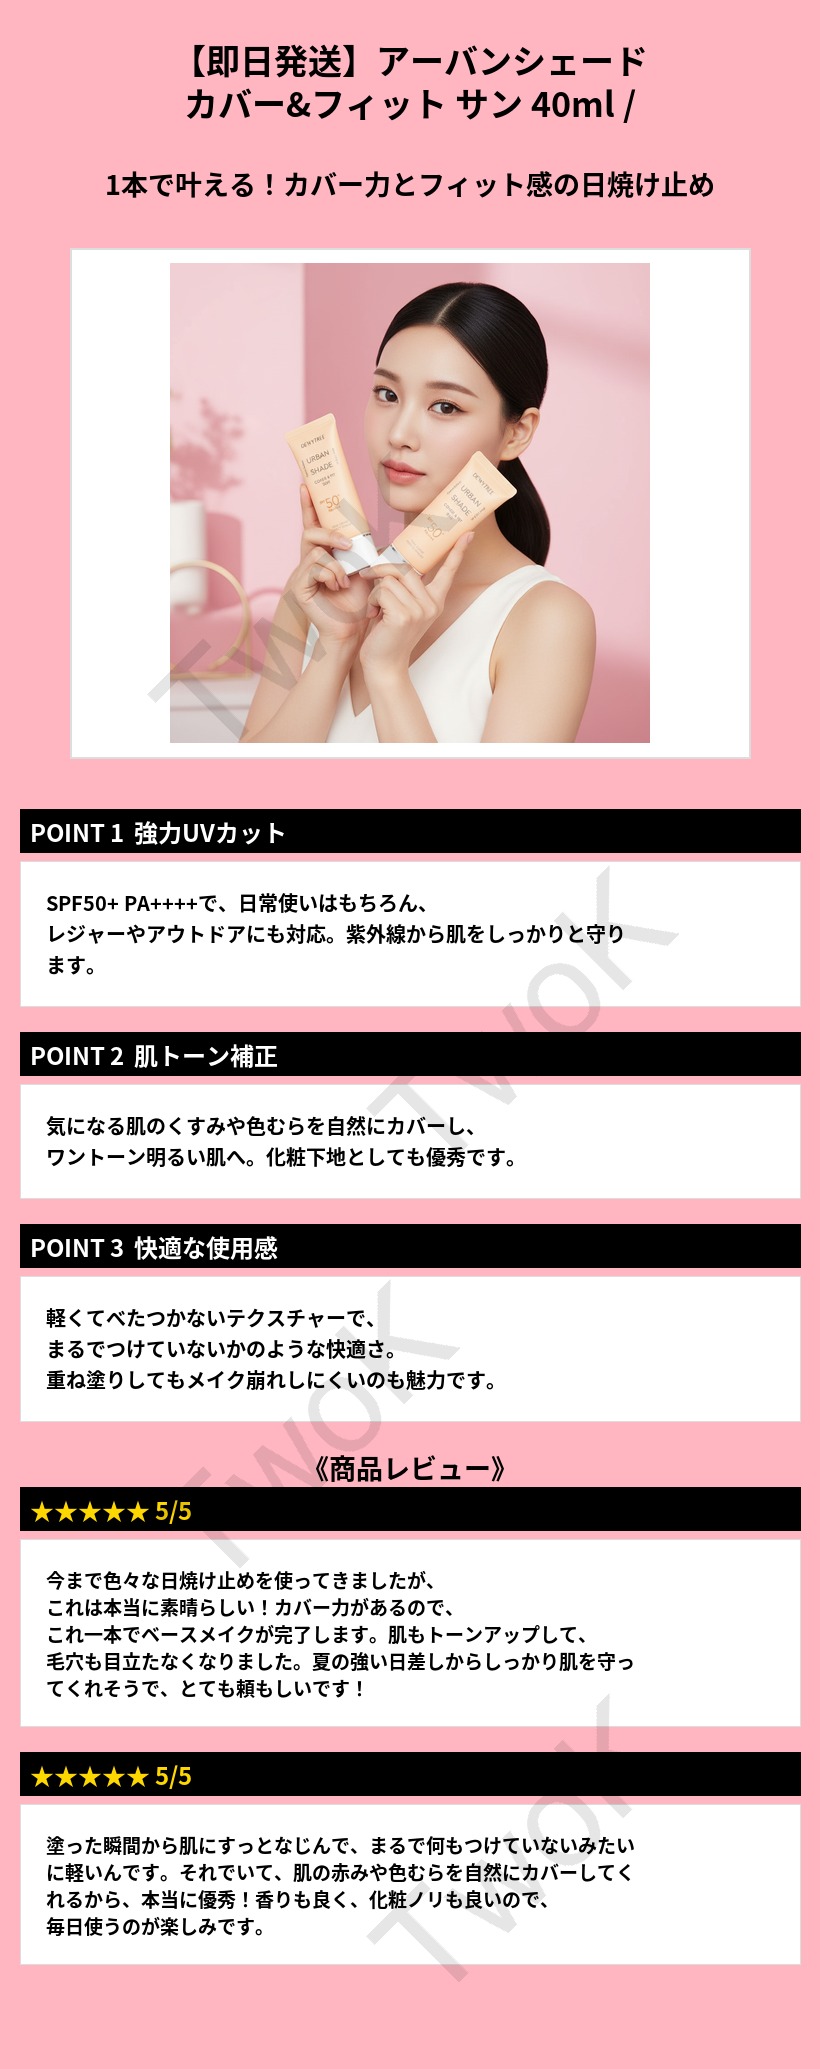 【即日発送】アーバンシェード
カバー&フィット サン 40ml /
1本で叶える！カバー力とフィット感の日焼け止め
DEWYTREE
URBAN
SHADE
50
DEWYTREE
URBAN
SHADE
50
TwoK
POINT 1 強力UVカット
SPF50+ PA++++で、日常使いはもちろん、
レジャーやアウトドアにも対応。紫外線から肌をしっかりと守り
ます。
TwoK
POINT 2 肌トーン補正
気になる肌のくすみや色むらを自然にカバーし、
ワントーン明るい肌へ。化粧下地としても優秀です。
POINT 3 快適な使用感
軽くてべたつかないテクスチャーで、
まるでつけていないかのような快適さ。
重ね塗りしてもメイク崩れしにくいのも魅力です。
TwoK
《商品レビュー》
★★★★★ 5/5
今まで色々な日焼け止めを使ってきましたが、
これは本当に素晴らしい！カバー力があるので、
これ一本でベースメイクが完了します。肌もトーンアップして、
毛穴も目立たなくなりました。夏の強い日差しからしっかり肌を守っ
てくれそうで、とても頼もしいです！
★★★★★ 5/5
塗った瞬間から肌にすっとなじんで、まるで何もつけていないみたい
に軽いんです。それでいて、肌の赤みや色むらを自然にカバーしてく
れるから、本当に優秀！香りも良く、化粧ノリも良いので、
毎日使うのが楽しみです。
TwoK